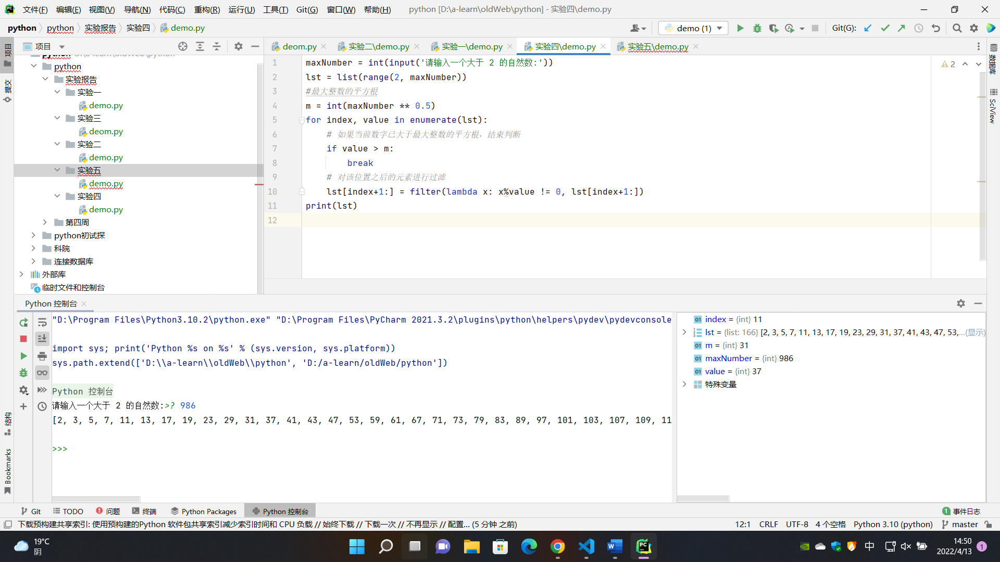 文件(F) 编辑(E) 视图(V) 导航(N) 代码(C) 重构(R) 运行(U) 工具(T) Git(G) 窗口(W) 帮助(H) python [D:\a-learn\oldWeb\python] - 实验四\demo.py
python python 实验报告 实验四 demo.py demo (1) Git(G):
项目 deom.py 实验二\demo.py 实验一\demo.py 实验四\demo.py 实验五\demo.py
python D:\a-learn\oldWeb\python
python
实验报告
实验一
demo.py
实验三
deom.py
实验二
demo.py
实验五
demo.py
实验四
demo.py
第四周
python初试探
科院
连接数据库
外部库
临时文件和控制台
项目
提交
结构
Bookmarks
数据库
SciView
2
1 maxNumber = int(input('请输入一个大于 2 的自然数:'))
2 lst = list(range(2, maxNumber))
3 #最大整数的平方根
4 m = int(maxNumber ** 0.5)
5 for index, value in enumerate(lst):
6 # 如果当前数字已大于最大整数的平方根，结束判断
7 if value > m:
8 break
9 # 对该位置之后的元素进行过滤
10 lst[index+1:] = filter(lambda x: x%value != 0, lst[index+1:])
11 print(lst)
12
Python 控制台
"D:\Program Files\Python3.10.2\python.exe" "D:\Program Files\PyCharm 2021.3.2\plugins\python\helpers\pydev\pydevconsole
import sys; print('Python %s on %s' % (sys.version, sys.platform))
sys.path.extend(['D:\\a-learn\\oldWeb\\python', 'D:/a-learn/oldWeb/python'])
Python 控制台
请输入一个大于 2 的自然数:>? 986
[2, 3, 5, 7, 11, 13, 17, 19, 23, 29, 31, 37, 41, 43, 47, 53, 59, 61, 67, 71, 73, 79, 83, 89, 97, 101, 103, 107, 109, 11
>>>
index = {int} 11
lst = {list: 166} [2, 3, 5, 7, 11, 13, 17, 19, 23, 29, 31, 37, 41, 43, 47, 53,...(显示)
m = {int} 31
maxNumber = {int} 986
value = {int} 37
特殊变量
Git TODO 问题 终端 Python Packages Python 控制台 1 事件日志
下载预构建共享索引: 使用预构建的Python 软件包共享索引减少索引时间和 CPU 负载 // 始终下载 // 下载一次 // 不再显示 // 配置... (5 分钟 之前) 12:1 CRLF UTF-8 4 个空格 Python 3.10 (python) master
19°C
阴
中
14:50
2022/4/13
1